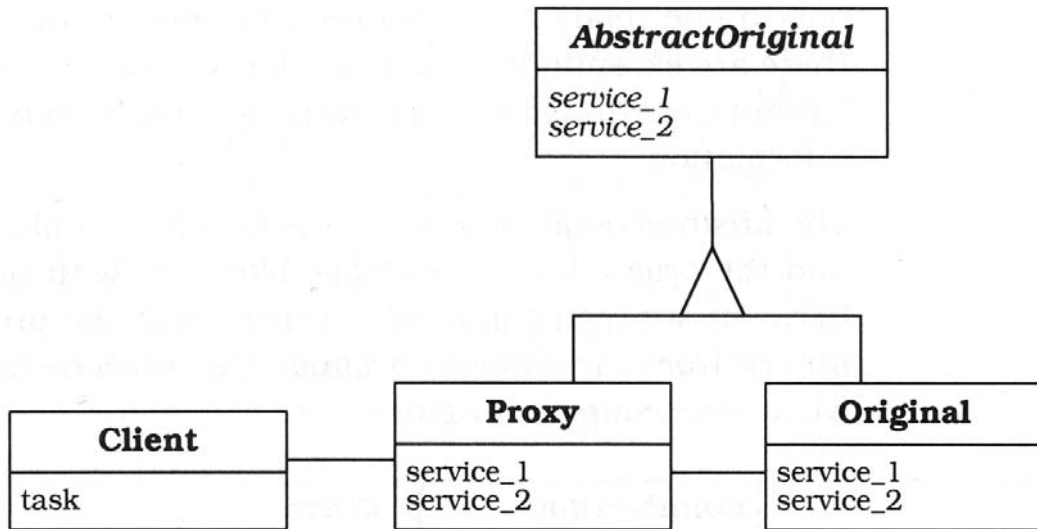 AbstractOriginal
service_1
service_2
Client
task
Proxy
service_1
service_2
Original
service_1
service_2